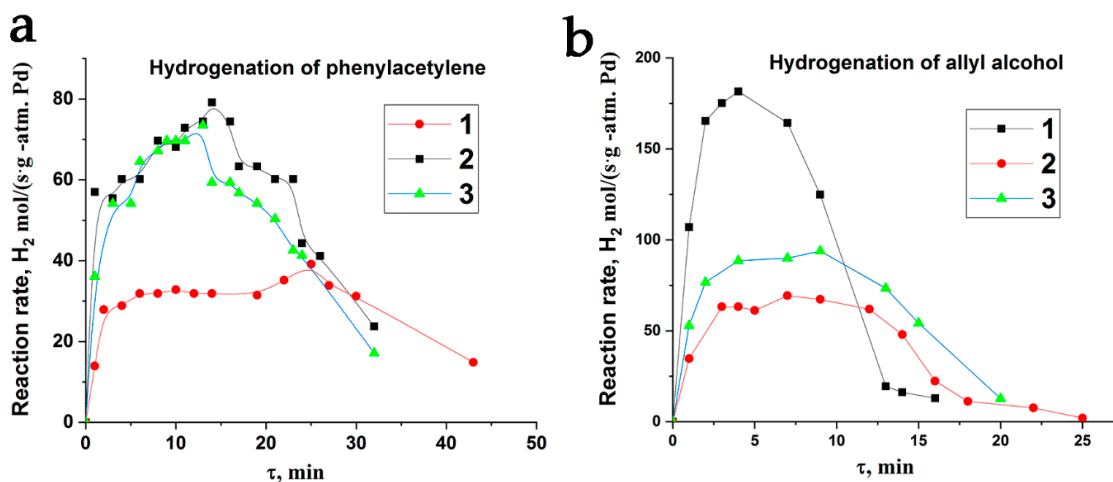 a
Hydrogenation of phenylacetylene
Reaction rate, H₂ mol/(s·g -atm. Pd)
80
60
40
20
0
0 10 20 30 40 50
τ, min
1
2
3
b
Hydrogenation of allyl alcohol
Reaction rate, H₂ mol/(s·g -atm. Pd)
200
150
100
50
0
0 5 10 15 20 25
τ, min
1
2
3